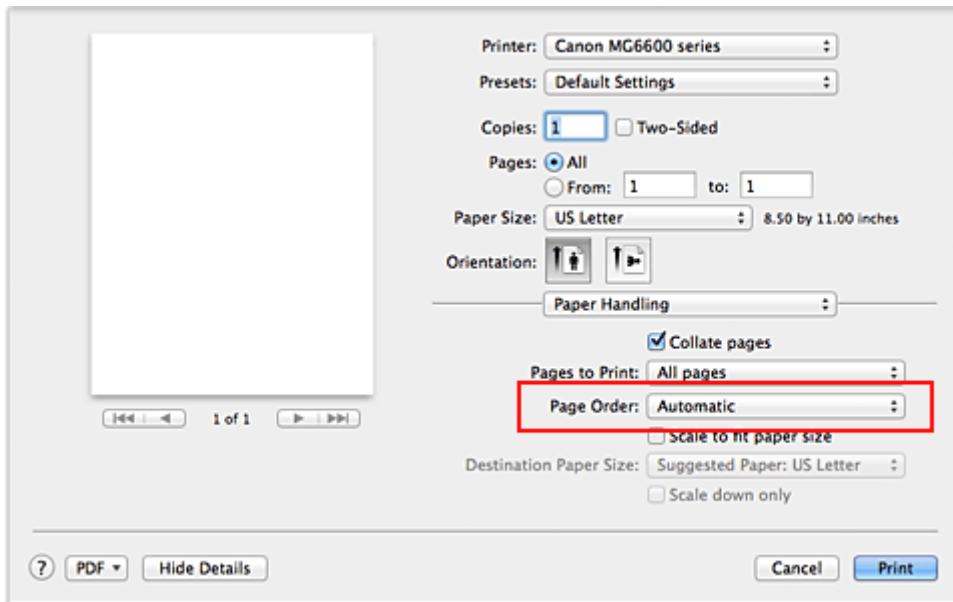 Printer: Canon MG6600 series
Presets: Default Settings
Copies: 1 Two-Sided
Pages: All
From: 1 to: 1
Paper Size: US Letter 8.50 by 11.00 inches
Orientation:
Paper Handling
Collate pages
Pages to Print: All pages
Page Order: Automatic
Scale to fit paper size
Destination Paper Size: Suggested Paper: US Letter
Scale down only
1 of 1
? PDF Hide Details Cancel Print